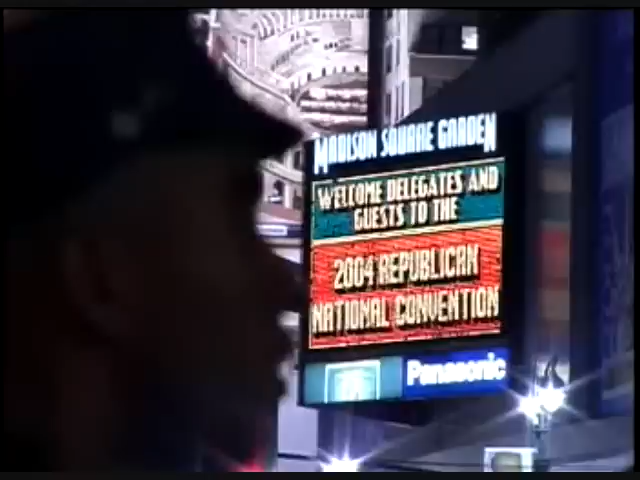 MADISON SQUARE GARDEN
WELCOME DELEGATES AND
GUESTS TO THE
2004 REPUBLICAN
NATIONAL CONVENTION
Panasonic